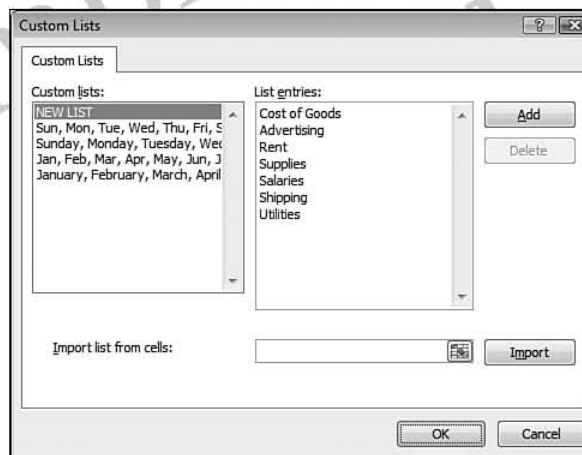 Custom Lists
Custom Lists
Custom lists:
NEW LIST
Sun, Mon, Tue, Wed, Thu, Fri, S
Sunday, Monday, Tuesday, Wed
Jan, Feb, Mar, Apr, May, Jun, J
January, February, March, April
List entries:
Cost of Goods
Advertising
Rent
Supplies
Salaries
Shipping
Utilities
Add
Delete
Import list from cells:
Import
OK
Cancel